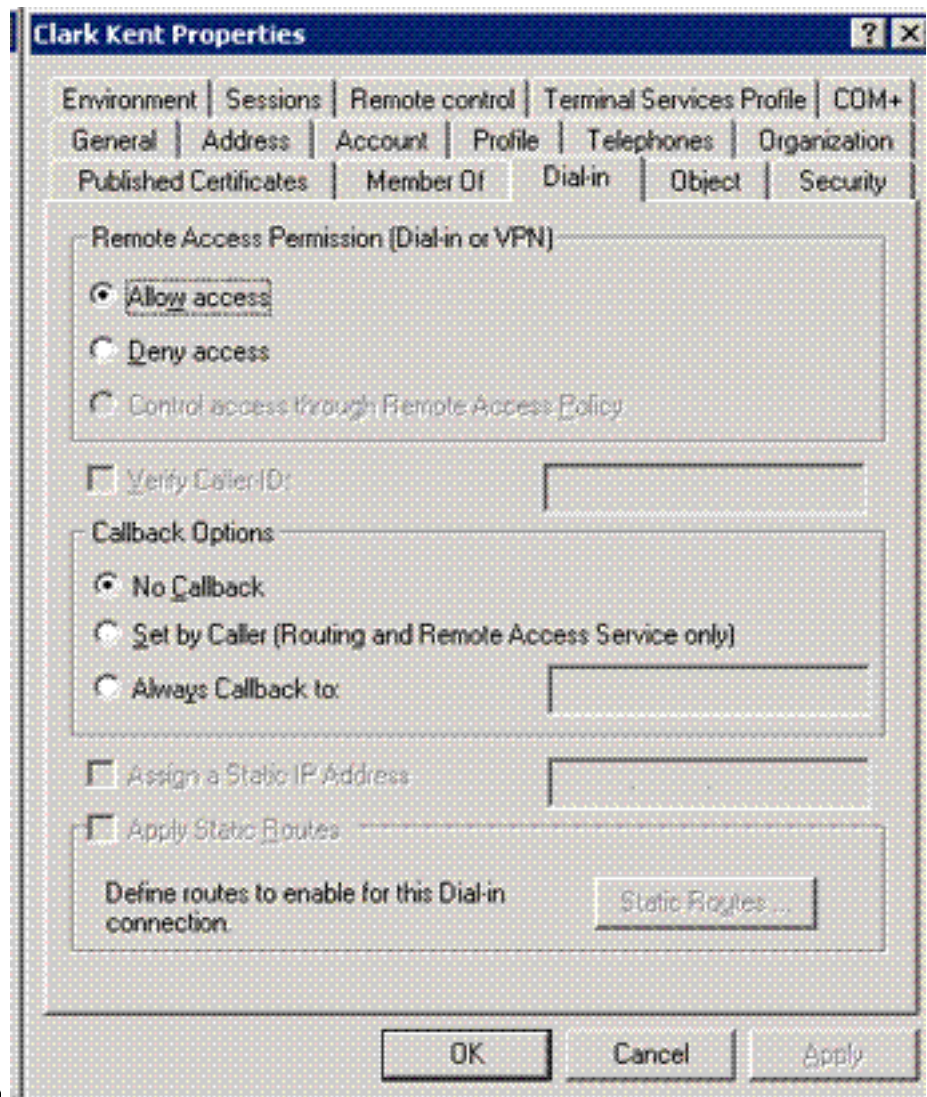 Clark Kent Properties
Environment Sessions Remote control Terminal Services Profile COM+
General Address Account Profile Telephones Organization
Published Certificates Member Of Dial-in Object Security
Remote Access Permission (Dial-in or VPN)
Allow access
Deny access
Control access through Remote Access Policy
Verify Caller-ID:
Callback Options
No Callback
Set by Caller (Routing and Remote Access Service only)
Always Callback to:
Assign a Static IP Address
Apply Static Routes
Define routes to enable for this Dial-in
connection.
Static Routes ...
OK Cancel Apply